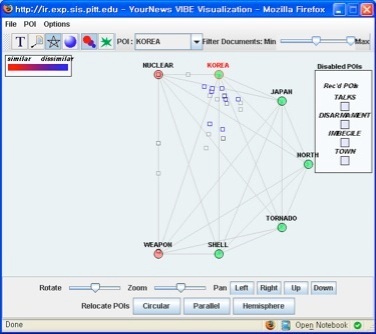 http://ir.exp.sis.pitt.edu - YourNews VIBE Visualization - Mozilla Firefox
File POI Options
T POI: KOREA Filter Documents: Min Max
similar dissimilar
Disabled POIs
NUCLEAR KOREA
Rec'd POIs
JAPAN
TALKS
DISARMAMENT
IMBECILE
NORTH
TOWN
TORNADO
WEAPON SHELL
Rotate Zoom Pan Left Right Up Down
Relocate POIs Circular Parallel Hemisphere
Done Open Notebook